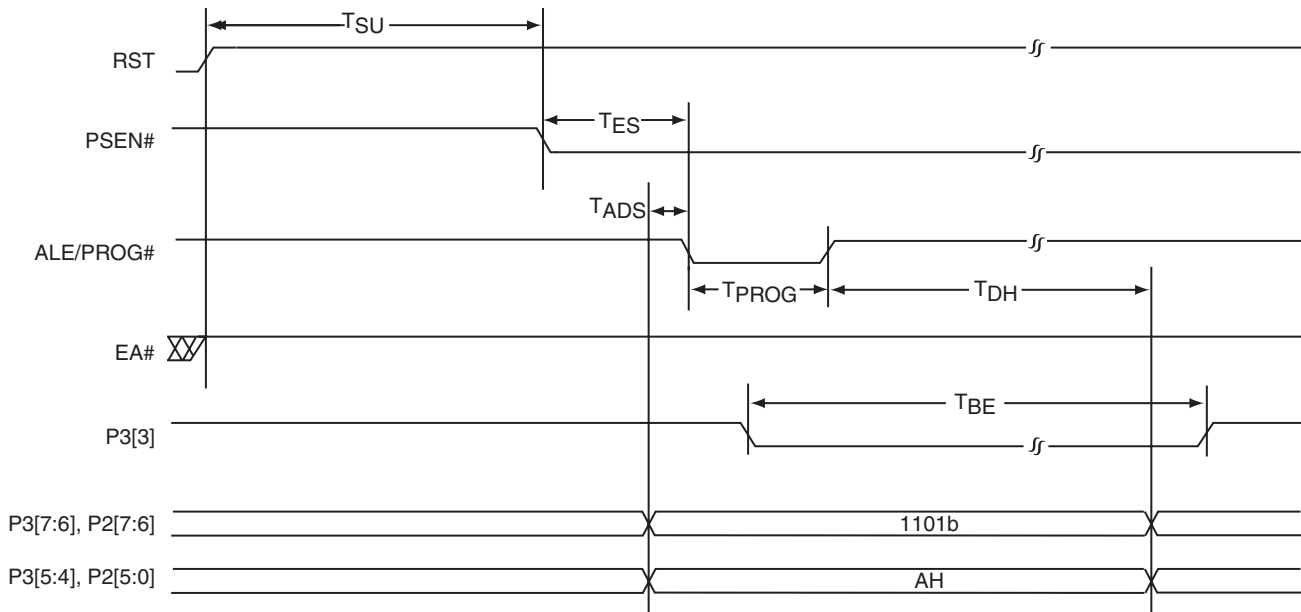 TSU
RST
TES
PSEN#
TADS
ALE/PROG#
TPROG
TDH
EA#
TBE
P3[3]
P3[7:6], P2[7:6]
1101b
P3[5:4], P2[5:0]
AH